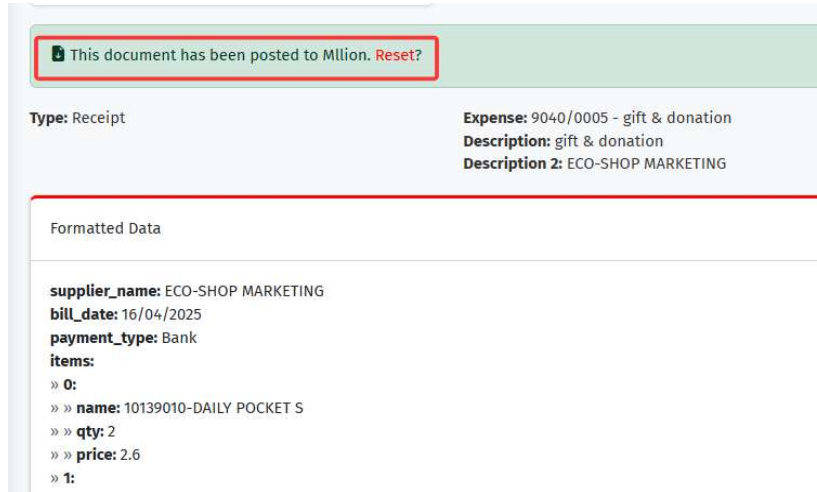 This document has been posted to Mllion. Reset?
Type: Receipt
Expense: 9040/0005 - gift & donation
Description: gift & donation
Description 2: ECO-SHOP MARKETING
Formatted Data
supplier_name: ECO-SHOP MARKETING
bill_date: 16/04/2025
payment_type: Bank
items:
» 0:
» » name: 10139010-DAILY POCKET S
» » qty: 2
» » price: 2.6
» 1: